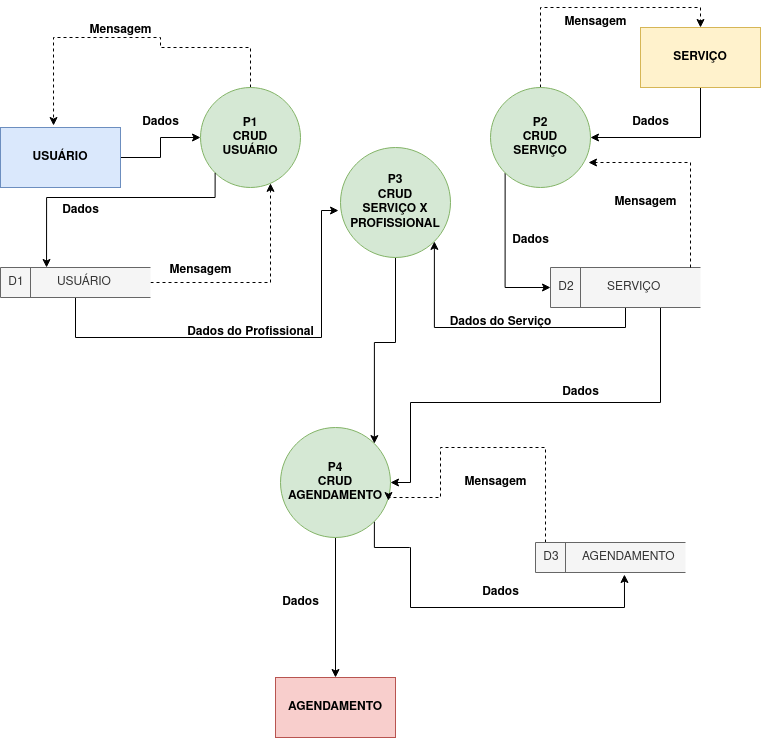 Mensagem
Mensagem
SERVIÇO
P1
CRUD
USUÁRIO
P2
CRUD
SERVIÇO
Dados
Dados
USUÁRIO
P3
CRUD
SERVIÇO X
PROFISSIONAL
Dados
Mensagem
Dados
Mensagem
D1
USUÁRIO
D2
SERVIÇO
Dados do Profissional
Dados do Serviço
Dados
P4
CRUD
AGENDAMENTO
Mensagem
D3
AGENDAMENTO
Dados
Dados
AGENDAMENTO